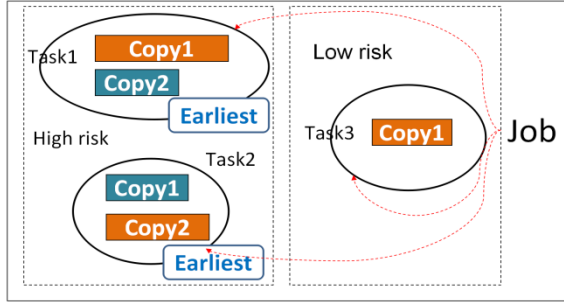 Task1
Copy1
Copy2
Earliest
High risk
Task2
Copy1
Copy2
Earliest
Low risk
Task3
Copy1
Job